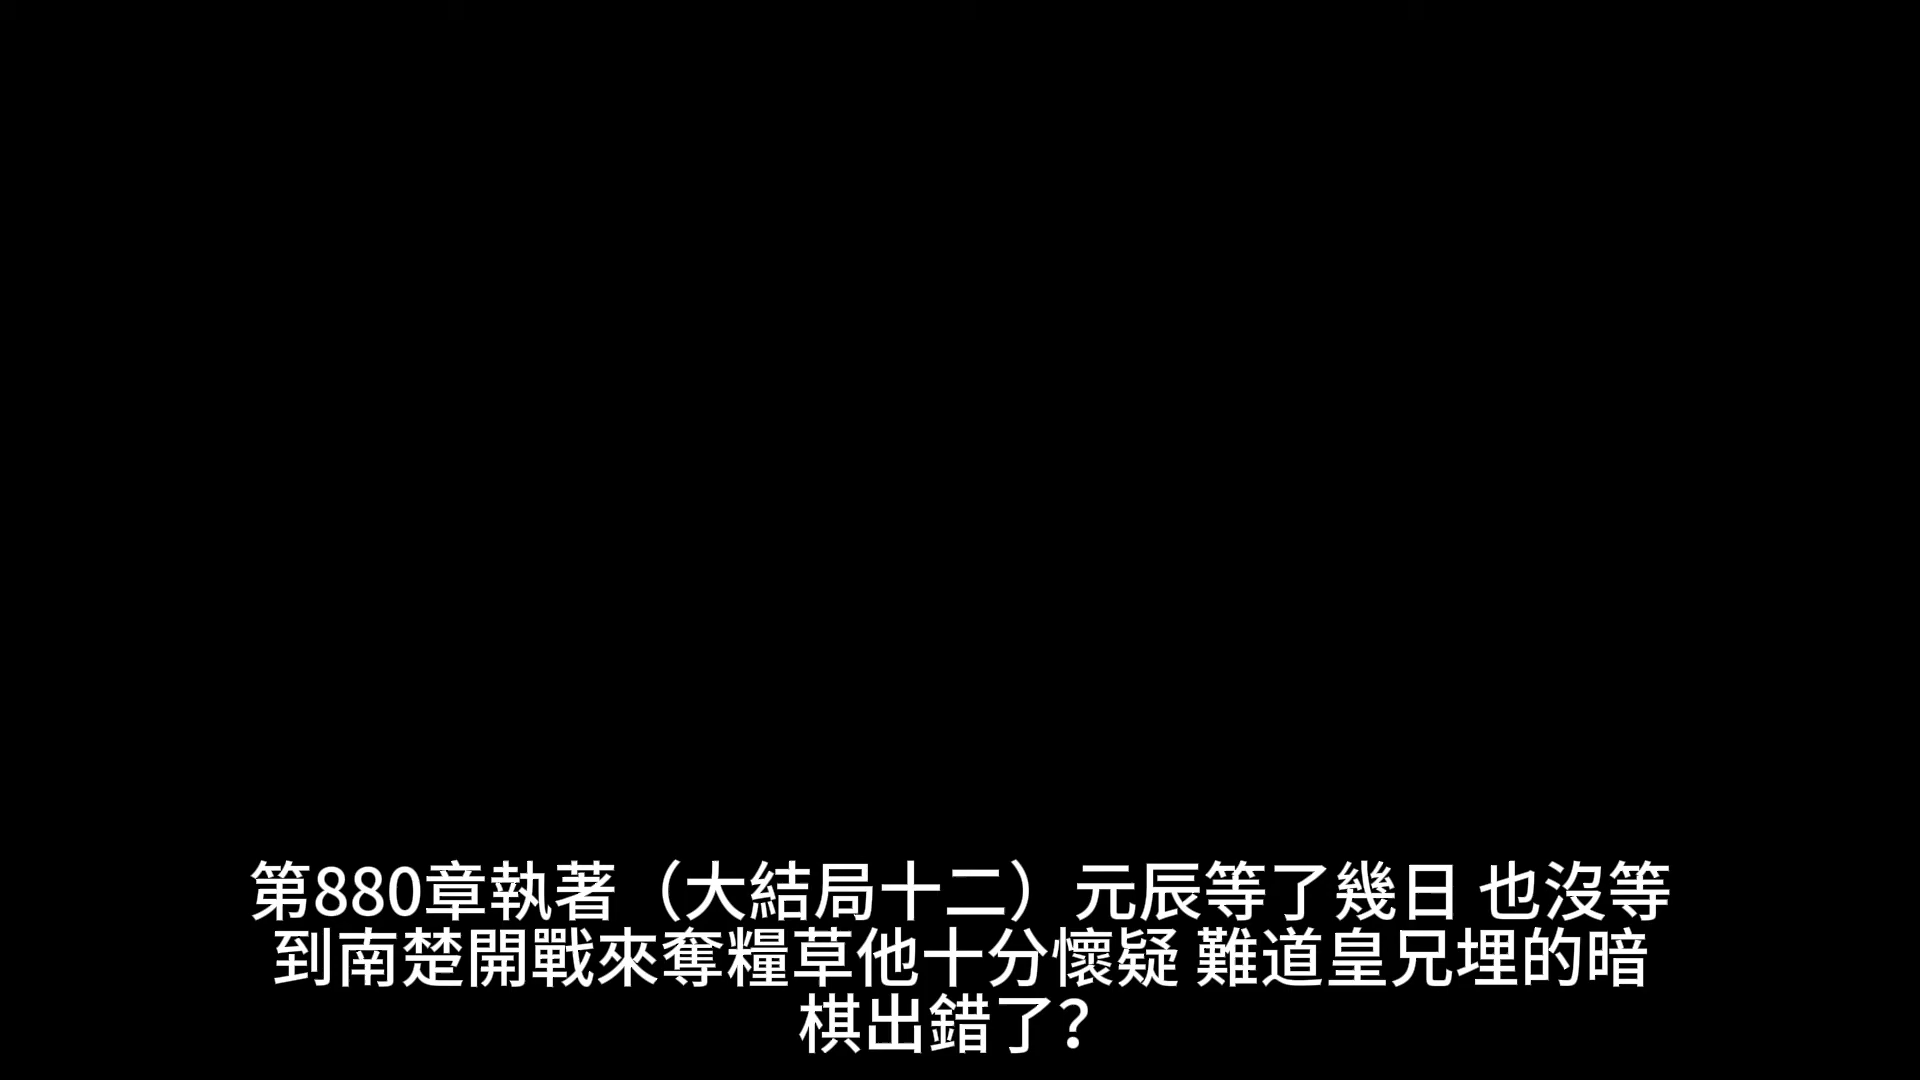 第880章執著（大結局十二） 元辰等了幾日 也沒等
到南楚開戰來奪糧草他十分懷疑 難道皇兄埋的暗
棋出錯了？